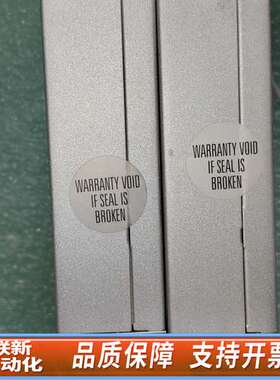 WARRANTY VOID
IF SEAL IS
BROKEN
WARRANTY VOID
IF SEAL IS
BROKEN
联新
动化
品质保障
支持开票